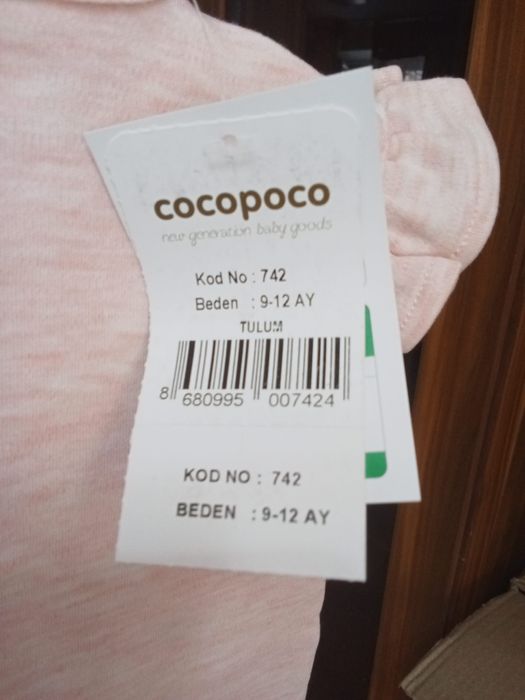 cocopoco
new generation baby goods
Kod No : 742
Beden : 9-12 AY
TULUM
8 680995 007424
KOD NO : 742
BEDEN : 9-12 AY